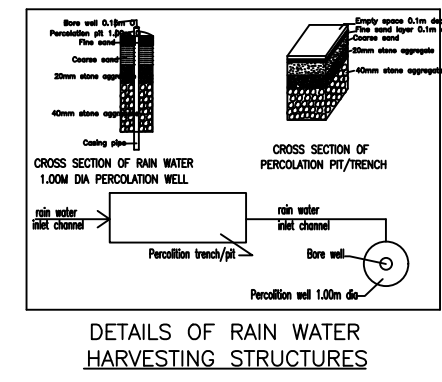 Bore well 0.15m
Percolation pit 1.00m
Fine sand
Coarse sand
20mm stone aggregate
40mm stone aggregate
Casing pipe
CROSS SECTION OF RAIN WATER
1.00M DIA PERCOLATION WELL
Empty space 0.1m
Fine sand layer 0.1m
Coarse sand
20mm stone aggregate
40mm stone aggregate
CROSS SECTION OF
PERCOLATION PIT/TRENCH
rain water
inlet channel
Percolition trench/pit
rain water
inlet channel
Bore well
Percolition well 1.00m dia
DETAILS OF RAIN WATER
HARVESTING STRUCTURES